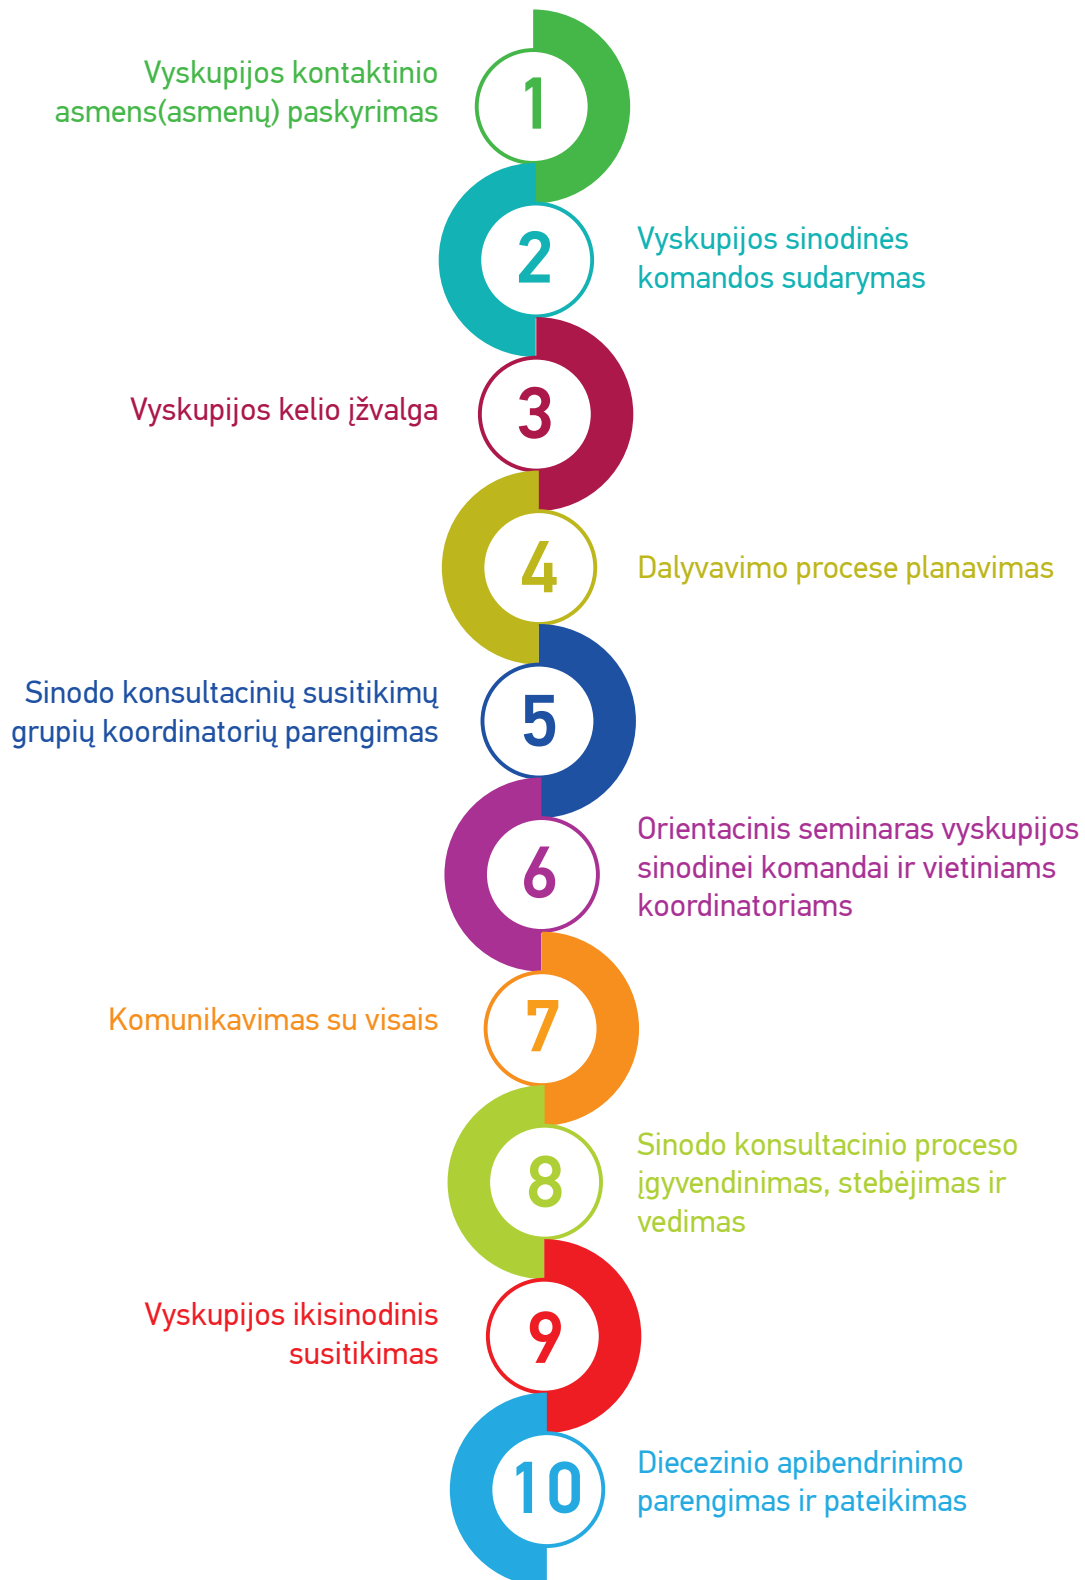 1
Vyskupijos kontaktinio
asmens(asmenų) paskyrimas
2
Vyskupijos sinodinės
komandos sudarymas
3
Vyskupijos kelio įžvalga
4
Dalyvavimo procese planavimas
5
Sinodo konsultacinių susitikimų
grupių koordinatorių parengimas
6
Orientacinis seminaras vyskupijos
sinodinei komandai ir vietiniams
koordinatoriams
7
Komunikavimas su visais
8
Sinodo konsultacinio proceso
įgyvendinimas, stebėjimas ir
vedimas
9
Vyskupijos ikisinodinis
susitikimas
10
Diecezinio apibendrinimo
parengimas ir pateikimas